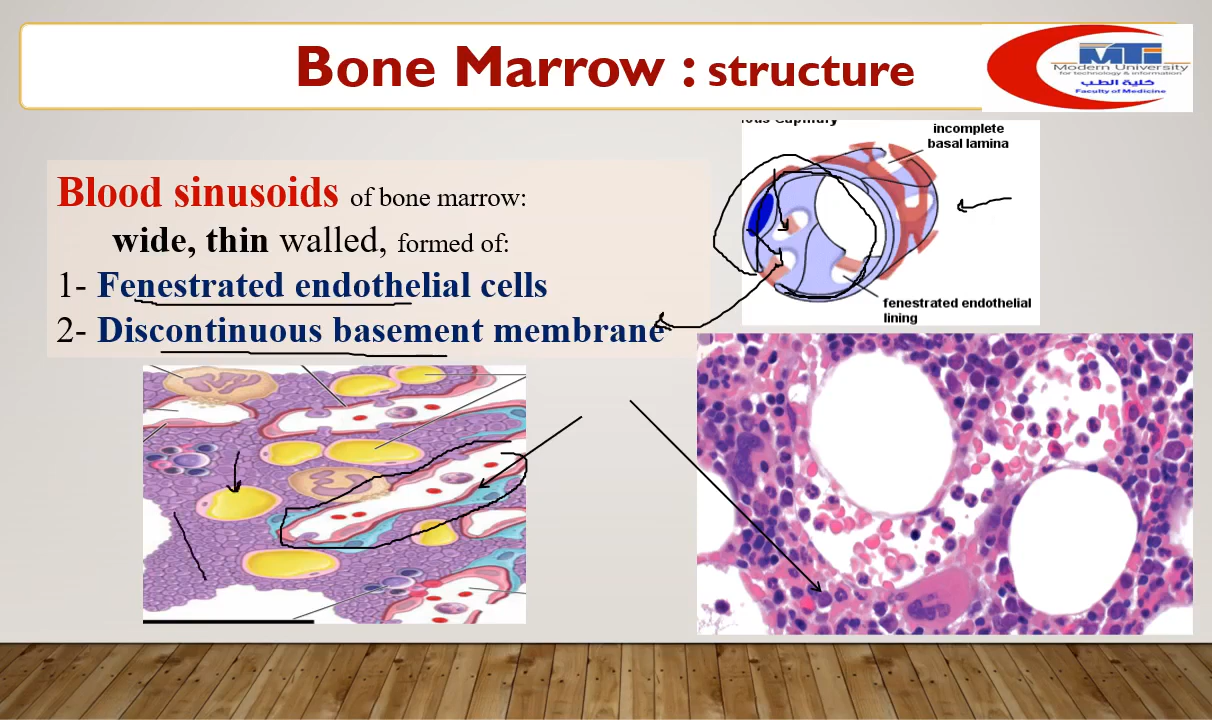 Bone Marrow : structure
MTI
Modern University
for technology & information
كلية الطب
Faculty of Medicine
Capillary
incomplete
basal lamina
Blood sinusoids of bone marrow:
wide, thin walled, formed of:
1- Fenestrated endothelial cells
2- Discontinuous basement membrane
fenestrated endothelial
lining